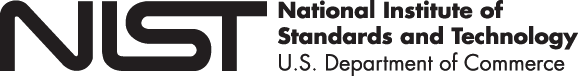 NIST
National Institute of
Standards and Technology
U.S. Department of Commerce